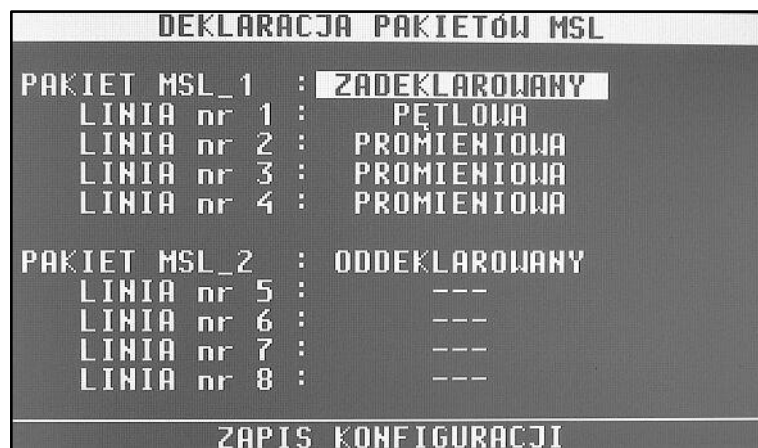 DEKLARACJA PAKIETÓW MSL
PAKIET MSL_1 : ZADEKLAROWANY
LINIA nr 1 : PĘTLOWA
LINIA nr 2 : PROMIENIOWA
LINIA nr 3 : PROMIENIOWA
LINIA nr 4 : PROMIENIOWA
PAKIET MSL_2 : ODDEKLAROWANY
LINIA nr 5 : ---
LINIA nr 6 : ---
LINIA nr 7 : ---
LINIA nr 8 : ---
ZAPIS KONFIGURACJI